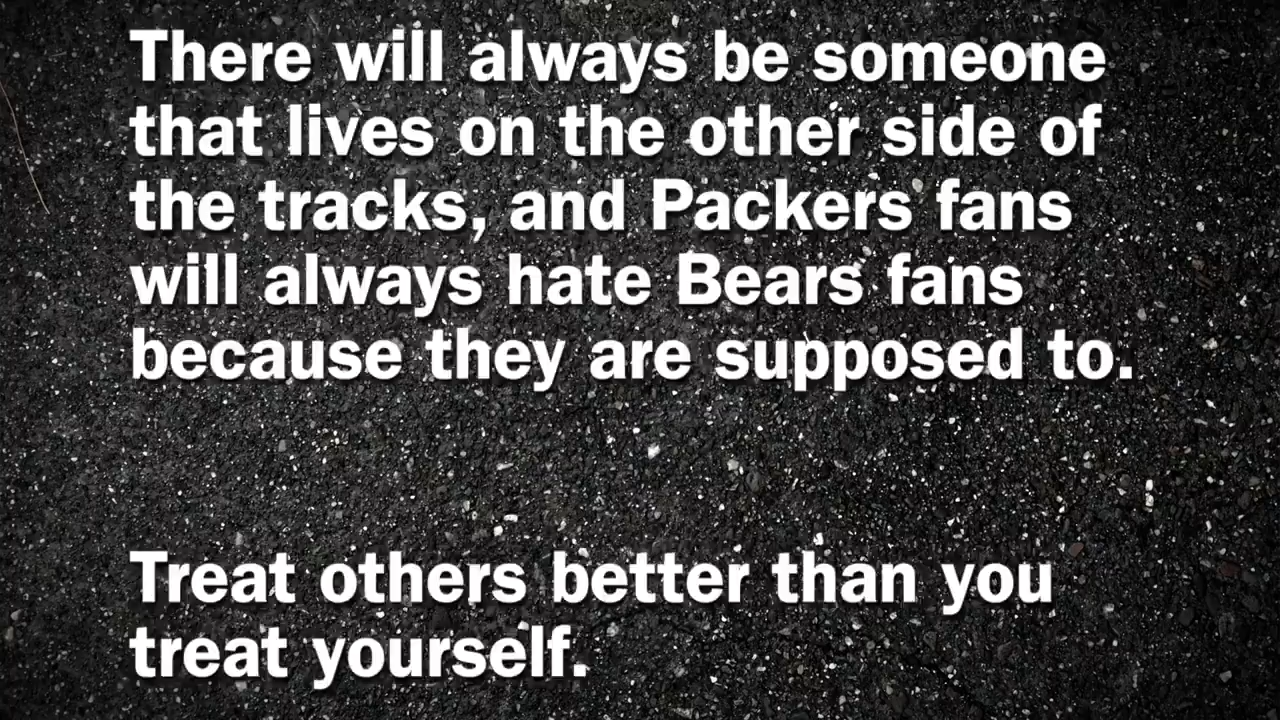 There will always be someone
that lives on the other side of
the tracks, and Packers fans
will always hate Bears fans
because they are supposed to.
Treat others better than you
treat yourself.